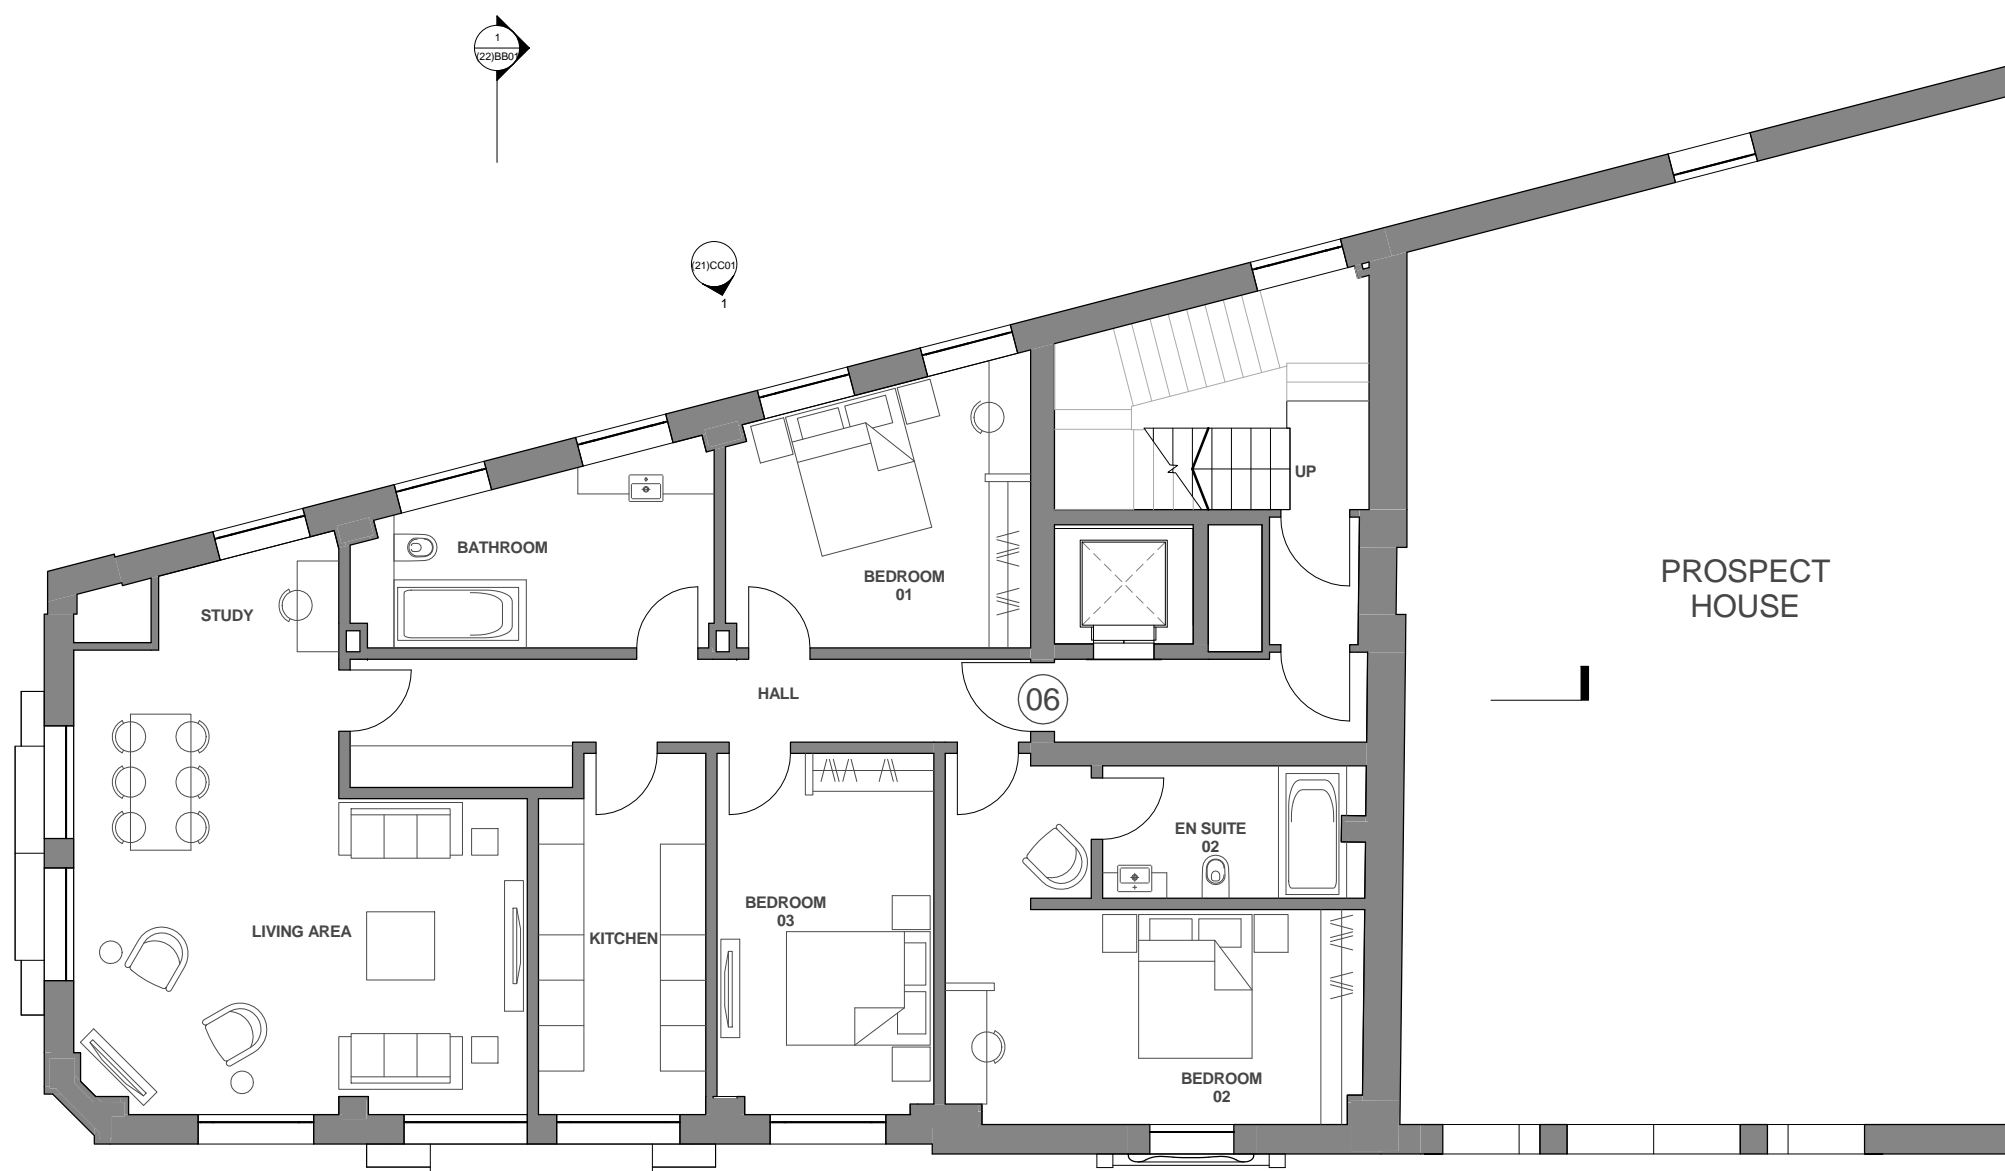 1
(22)BB01
(21)CC01
1
UP
BATHROOM
BEDROOM
01
PROSPECT
HOUSE
STUDY
HALL
06
EN SUITE
02
BEDROOM
03
LIVING AREA
KITCHEN
BEDROOM
02